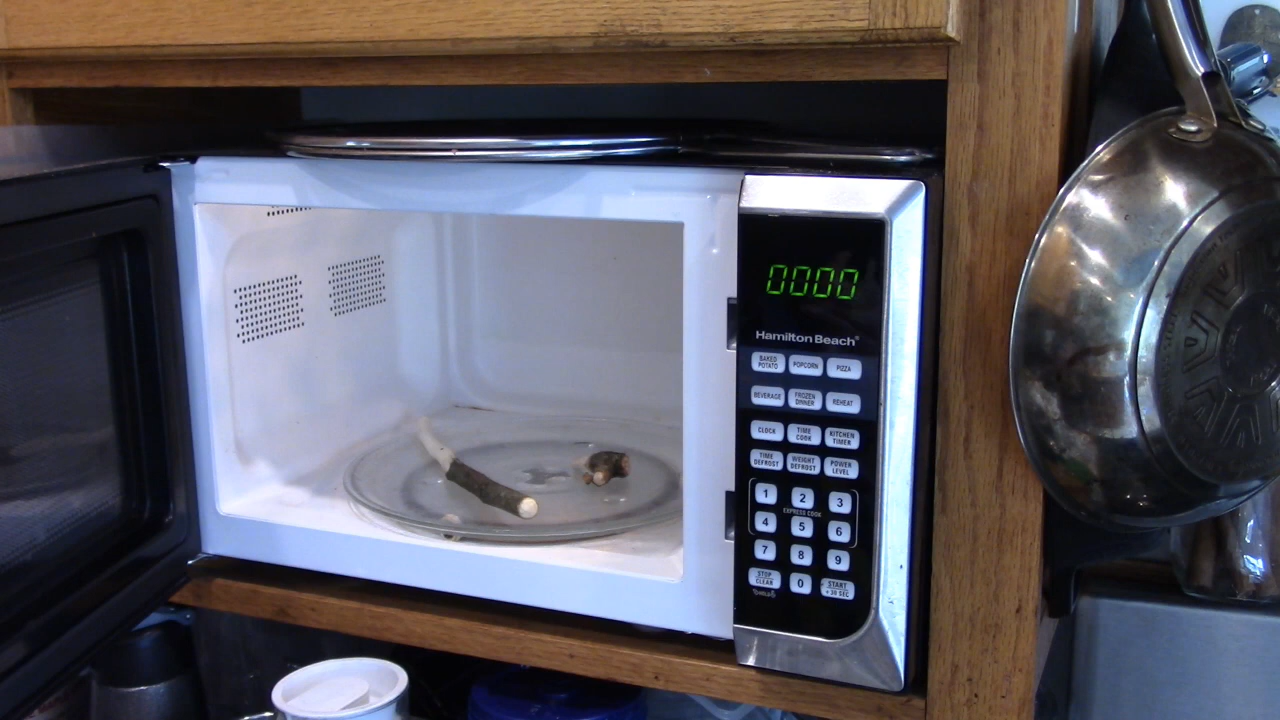 0000
Hamilton Beach®
BAKED POTATO
POPCORN
PIZZA
BEVERAGE
FROZEN DINNER
REHEAT
CLOCK
TIME COOK
KITCHEN TIMER
TIME DEFROST
WEIGHT DEFROST
POWER LEVEL
1 2 3
EXPRESS COOK
4 5 6
7 8 9
STOP CLEAR
0
START +30 SEC